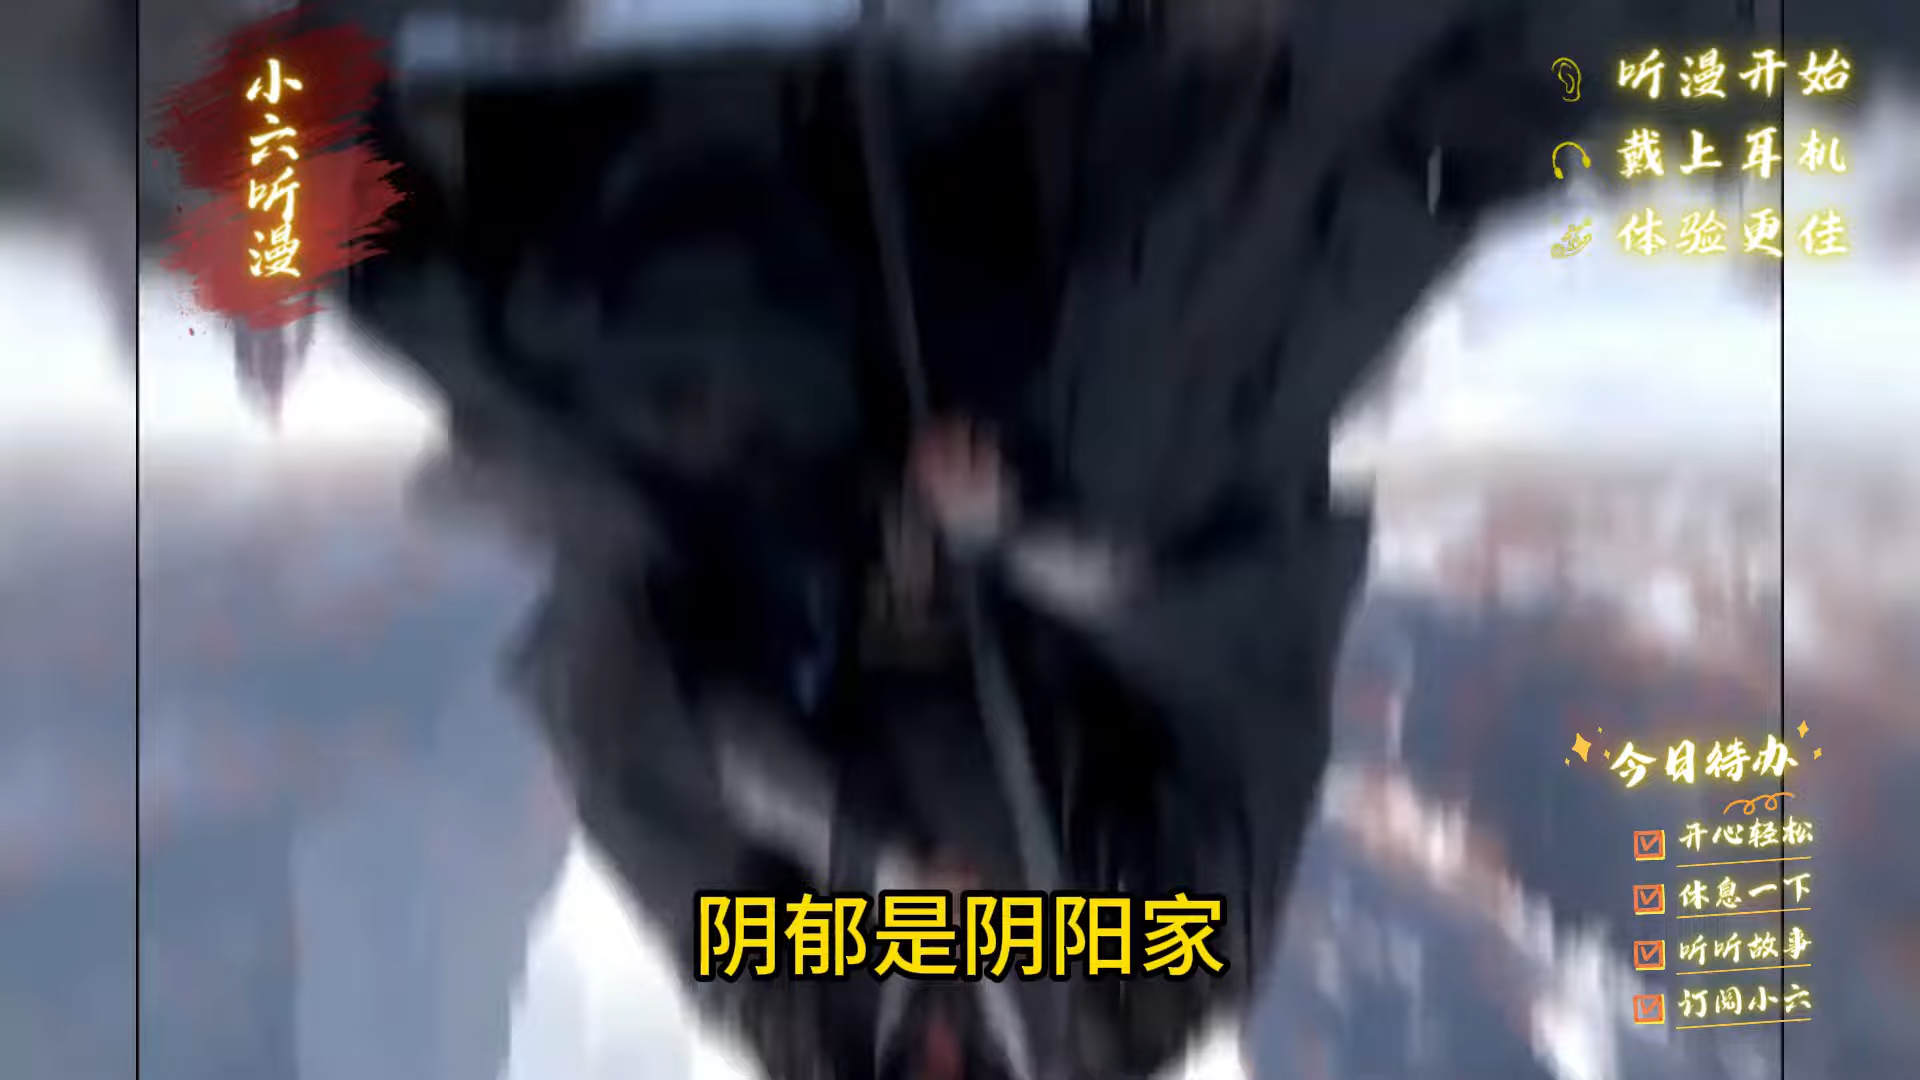 小六听漫
听漫开始
戴上耳机
体验更佳
今日待办
开心轻松
休息一下
听听故事
订阅小六
阴郁是阴阳家